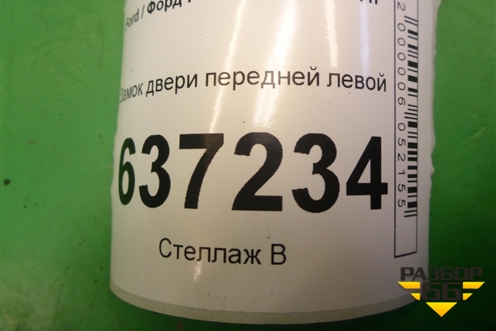 Ford / Форд
Замок двери передней левой
637234
Стеллаж В
2000006052155
РАЗБОР
66